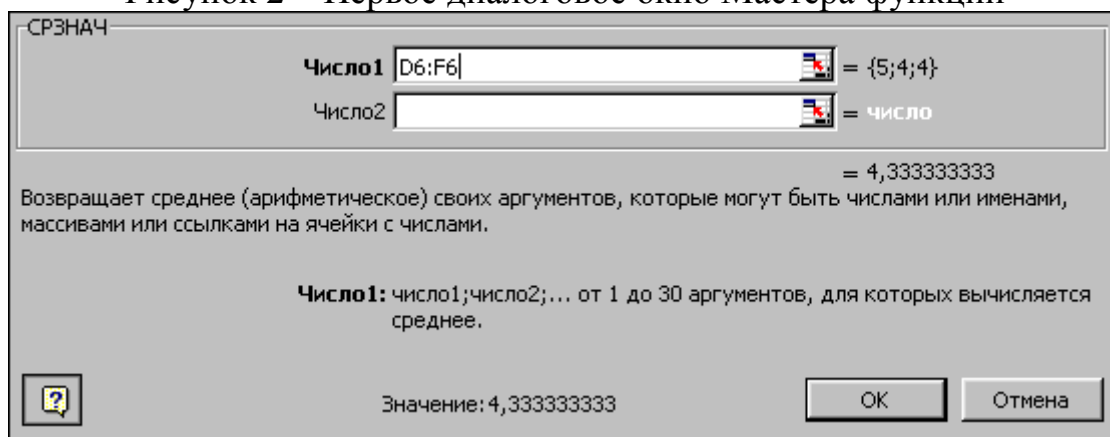 Рисунок 2 – Первое диалоговое окно Мастера функций
СРЗНАЧ
Число1 D6:F6 = {5;4;4}
Число2 = число
= 4,333333333
Возвращает среднее (арифметическое) своих аргументов, которые могут быть числами или именами,
массивами или ссылками на ячейки с числами.
Число1: число1;число2;... от 1 до 30 аргументов, для которых вычисляется
среднее.
? Значение:4,333333333 ОК Отмена